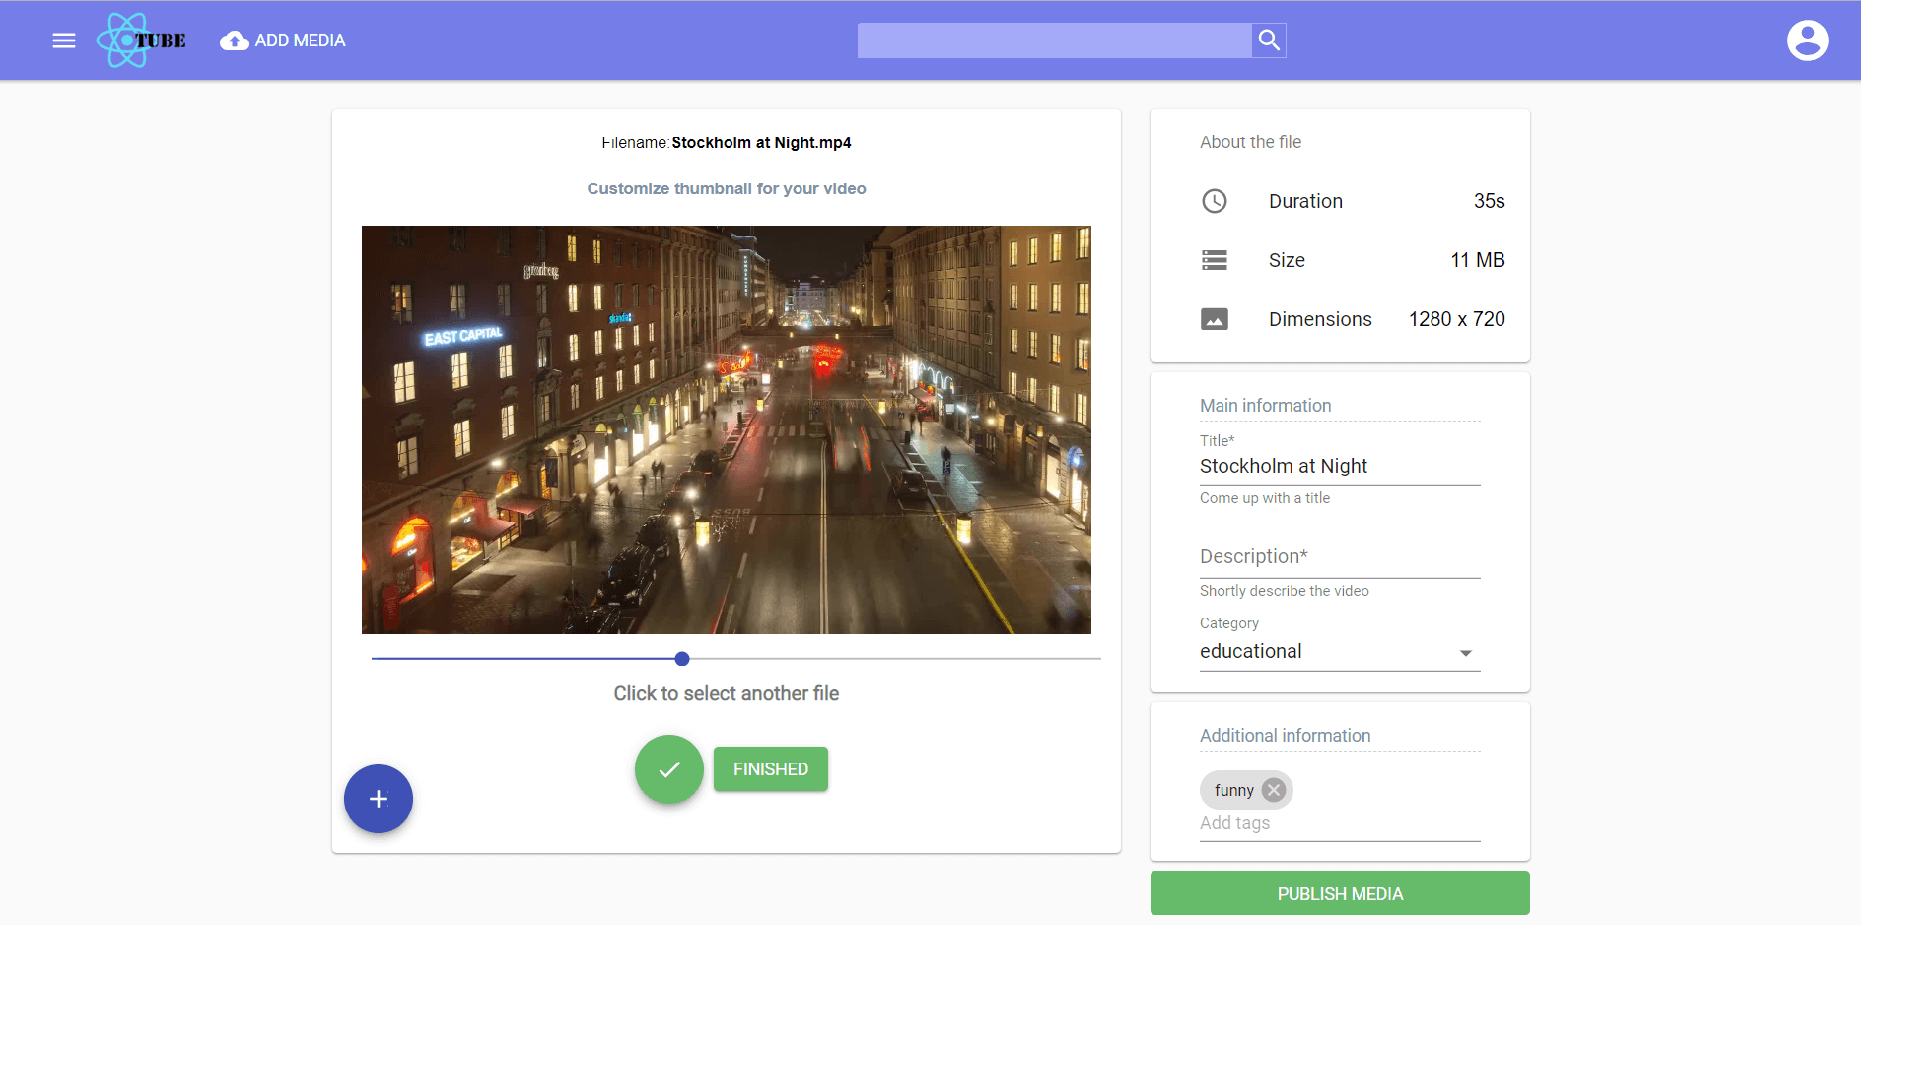 TUBE
ADD MEDIA
Filename:Stockholm at Night.mp4
Customize thumbnail for your video
grönberg
skandia:
EAST CAPITAL
Click to select another file
FINISHED
About the file
Duration 35s
Size 11 MB
Dimensions 1280 x 720
Main information
Title*
Stockholm at Night
Come up with a title
Description*
Shortly describe the video
Category
educational
Additional information
funny
Add tags
PUBLISH MEDIA